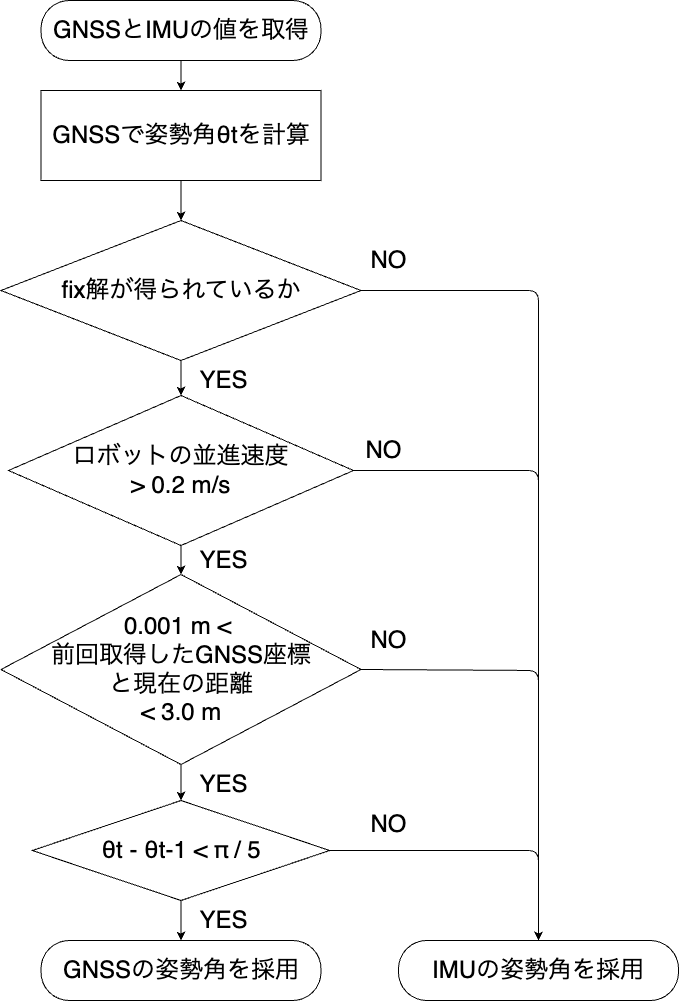 GNSSとIMUの値を取得
GNSSで姿勢角θtを計算
fix解が得られているか
NO
YES
ロボットの並進速度
> 0.2 m/s
NO
YES
0.001 m <
前回取得したGNSS座標
と現在の距離
< 3.0 m
NO
YES
θt - θt-1 < π / 5
NO
YES
GNSSの姿勢角を採用
IMUの姿勢角を採用